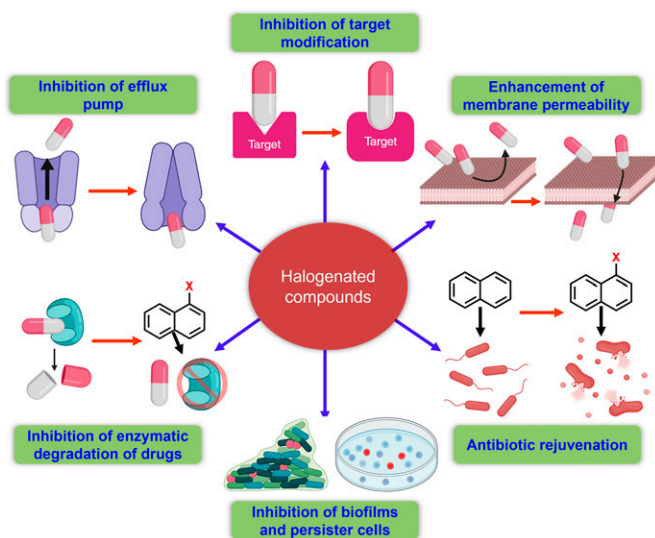 Inhibition of target
modification
Inhibition of efflux
pump
Enhancement of
membrane permeability
Target
Target
Halogenated
compounds
X
X
Inhibition of enzymatic
degradation of drugs
Antibiotic rejuvenation
Inhibition of biofilms
and persister cells